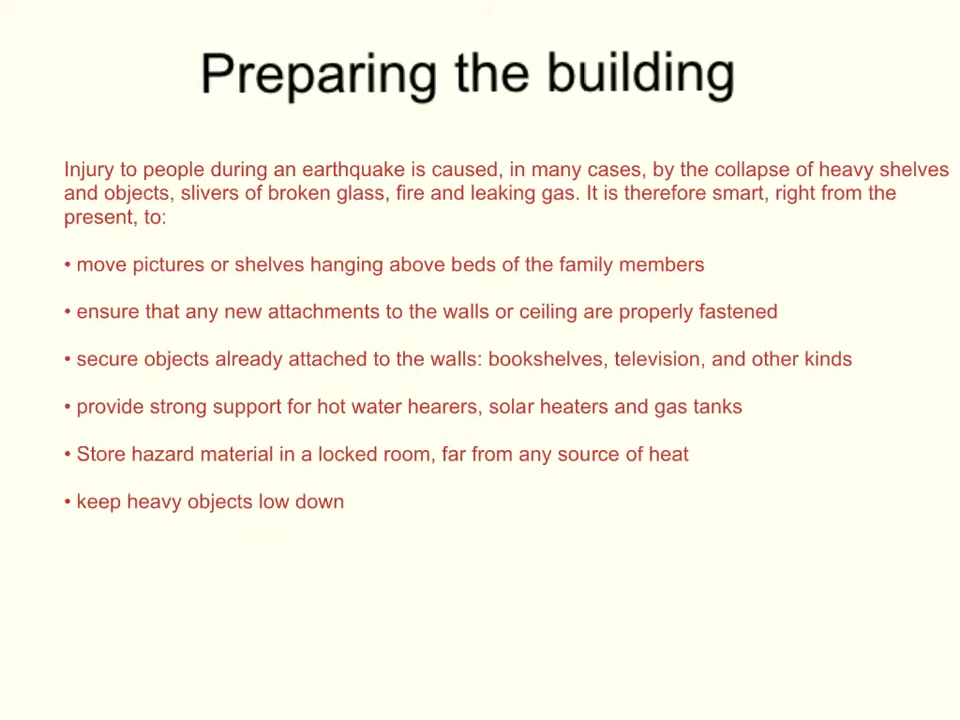 Preparing the building
Injury to people during an earthquake is caused, in many cases, by the collapse of heavy shelves
and objects, slivers of broken glass, fire and leaking gas. It is therefore smart, right from the
present, to:
• move pictures or shelves hanging above beds of the family members
• ensure that any new attachments to the walls or ceiling are properly fastened
• secure objects already attached to the walls: bookshelves, television, and other kinds
• provide strong support for hot water hearers, solar heaters and gas tanks
• Store hazard material in a locked room, far from any source of heat
• keep heavy objects low down